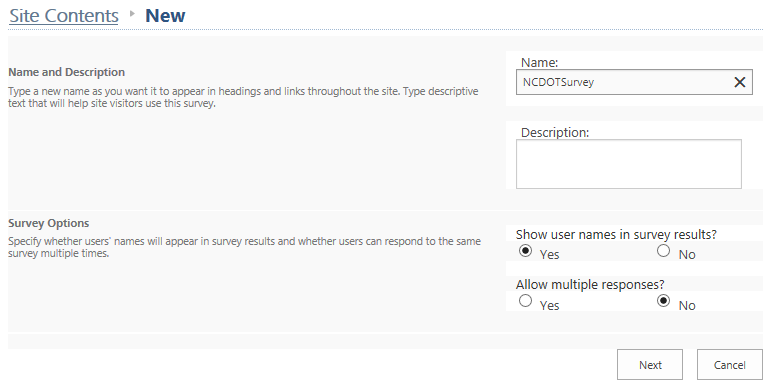 Site Contents ▸ New
Name and Description
Type a new name as you want it to appear in headings and links throughout the site. Type descriptive
text that will help site visitors use this survey.
Name:
NCDOTSurvey
Description:
Survey Options
Specify whether users' names will appear in survey results and whether users can respond to the same
survey multiple times.
Show user names in survey results?
Yes No
Allow multiple responses?
Yes No
Next Cancel